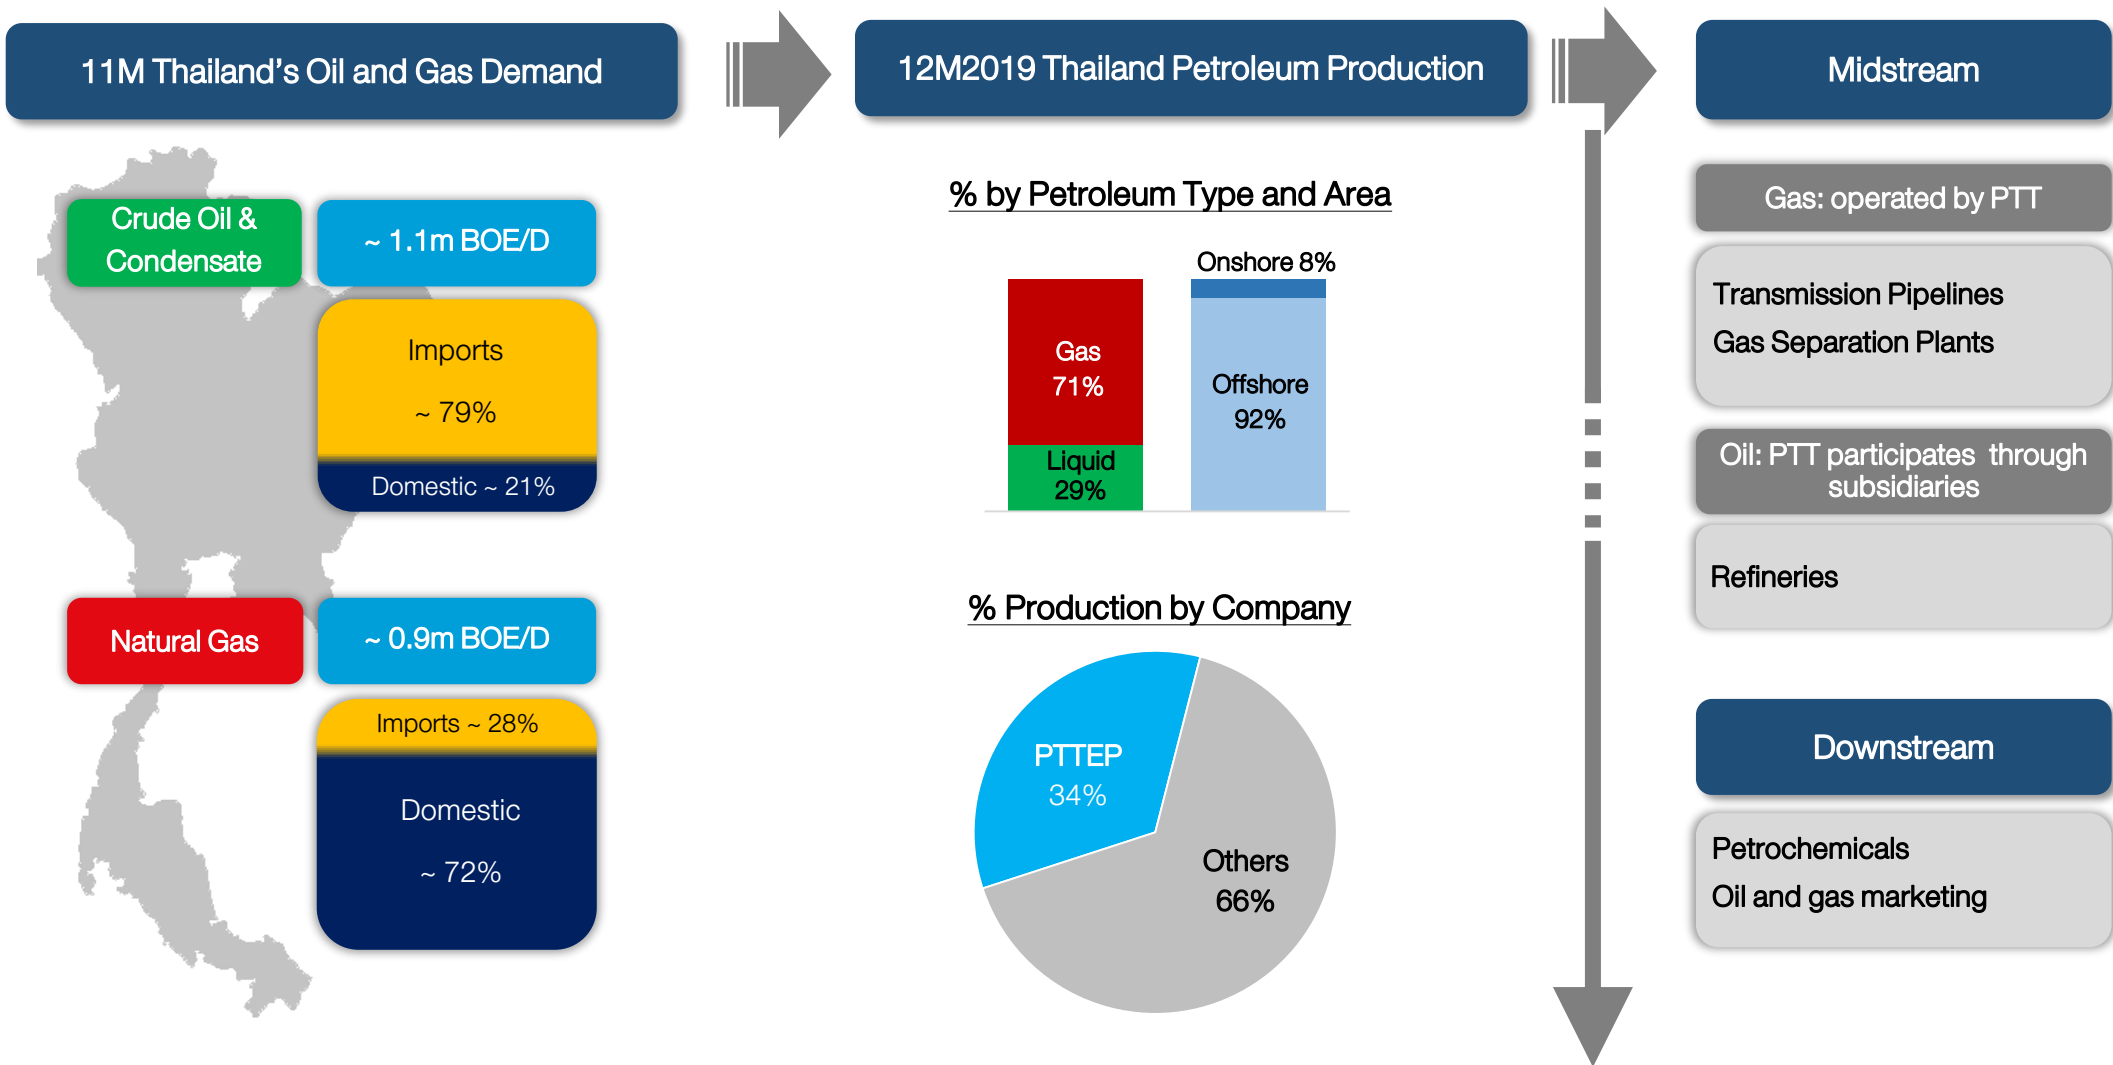 11M Thailand's Oil and Gas Demand
Crude Oil &
Condensate
~ 1.1m BOE/D
Imports
~ 79%
Domestic ~ 21%
Natural Gas
~ 0.9m BOE/D
Imports ~ 28%
Domestic
~ 72%
12M2019 Thailand Petroleum Production
% by Petroleum Type and Area
Gas
71%
Liquid
29%
Onshore 8%
Offshore
92%
% Production by Company
PTTEP
34%
Others
66%
Midstream
Gas: operated by PTT
Transmission Pipelines
Gas Separation Plants
Oil: PTT participates through
subsidiaries
Refineries
Downstream
Petrochemicals
Oil and gas marketing